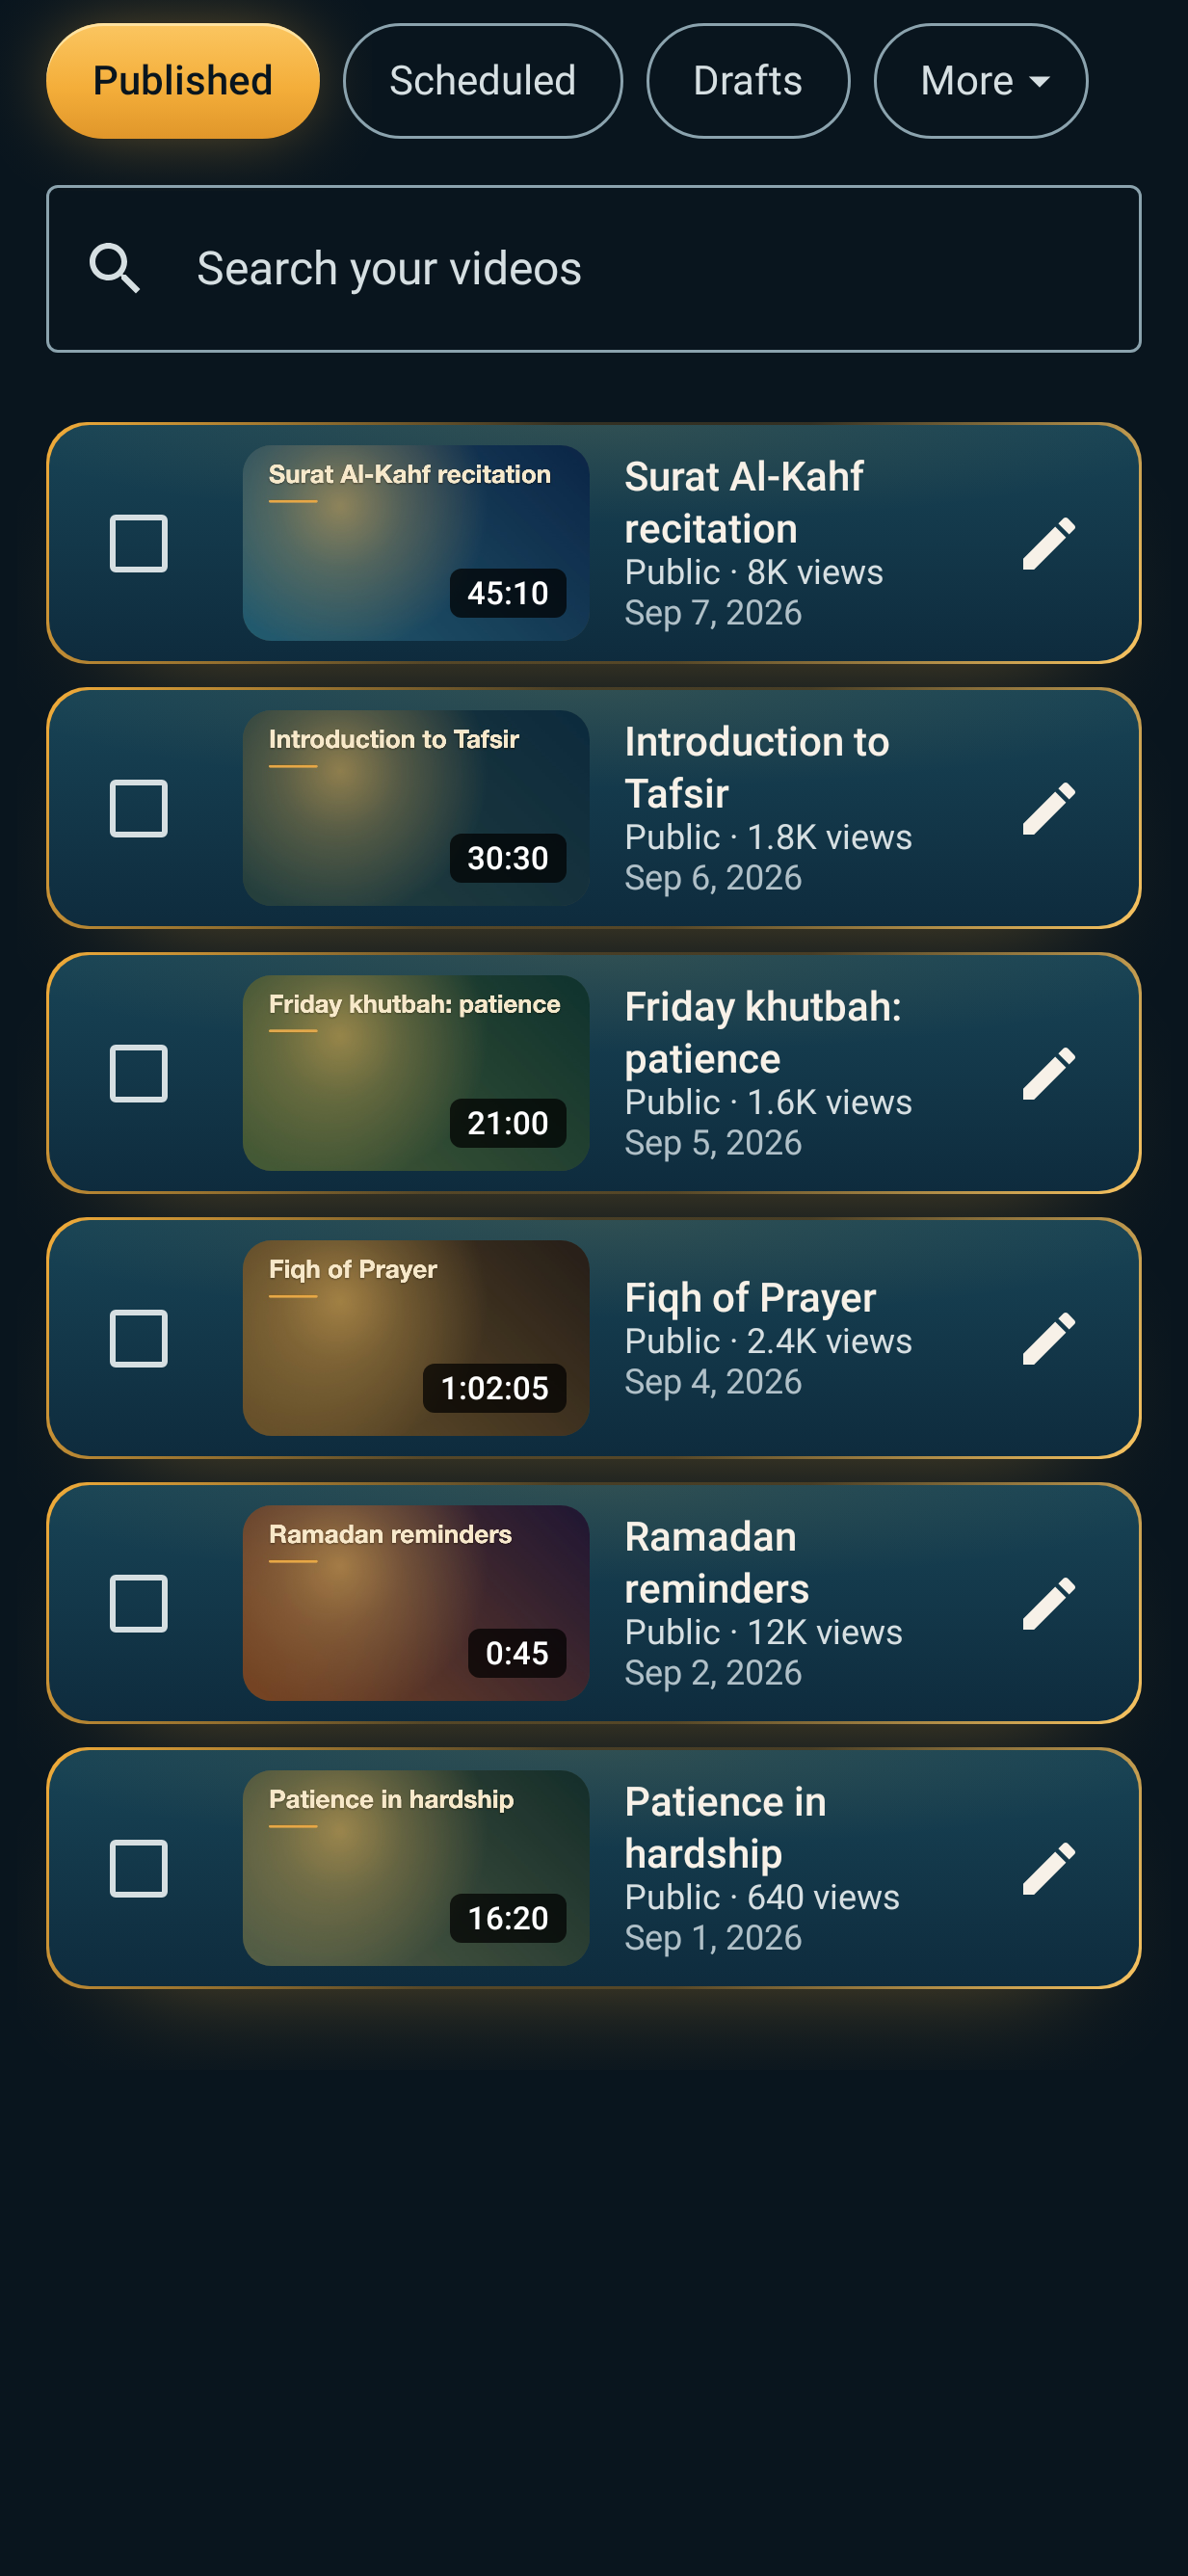 Published
Scheduled
Drafts
More
Search your videos
Surat Al-Kahf recitation
45:10
Surat Al-Kahf
recitation
Public · 8K views
Sep 7, 2026
Introduction to Tafsir
30:30
Introduction to
Tafsir
Public · 1.8K views
Sep 6, 2026
Friday khutbah: patience
21:00
Friday khutbah:
patience
Public · 1.6K views
Sep 5, 2026
Fiqh of Prayer
1:02:05
Fiqh of Prayer
Public · 2.4K views
Sep 4, 2026
Ramadan reminders
0:45
Ramadan
reminders
Public · 12K views
Sep 2, 2026
Patience in hardship
16:20
Patience in
hardship
Public · 640 views
Sep 1, 2026